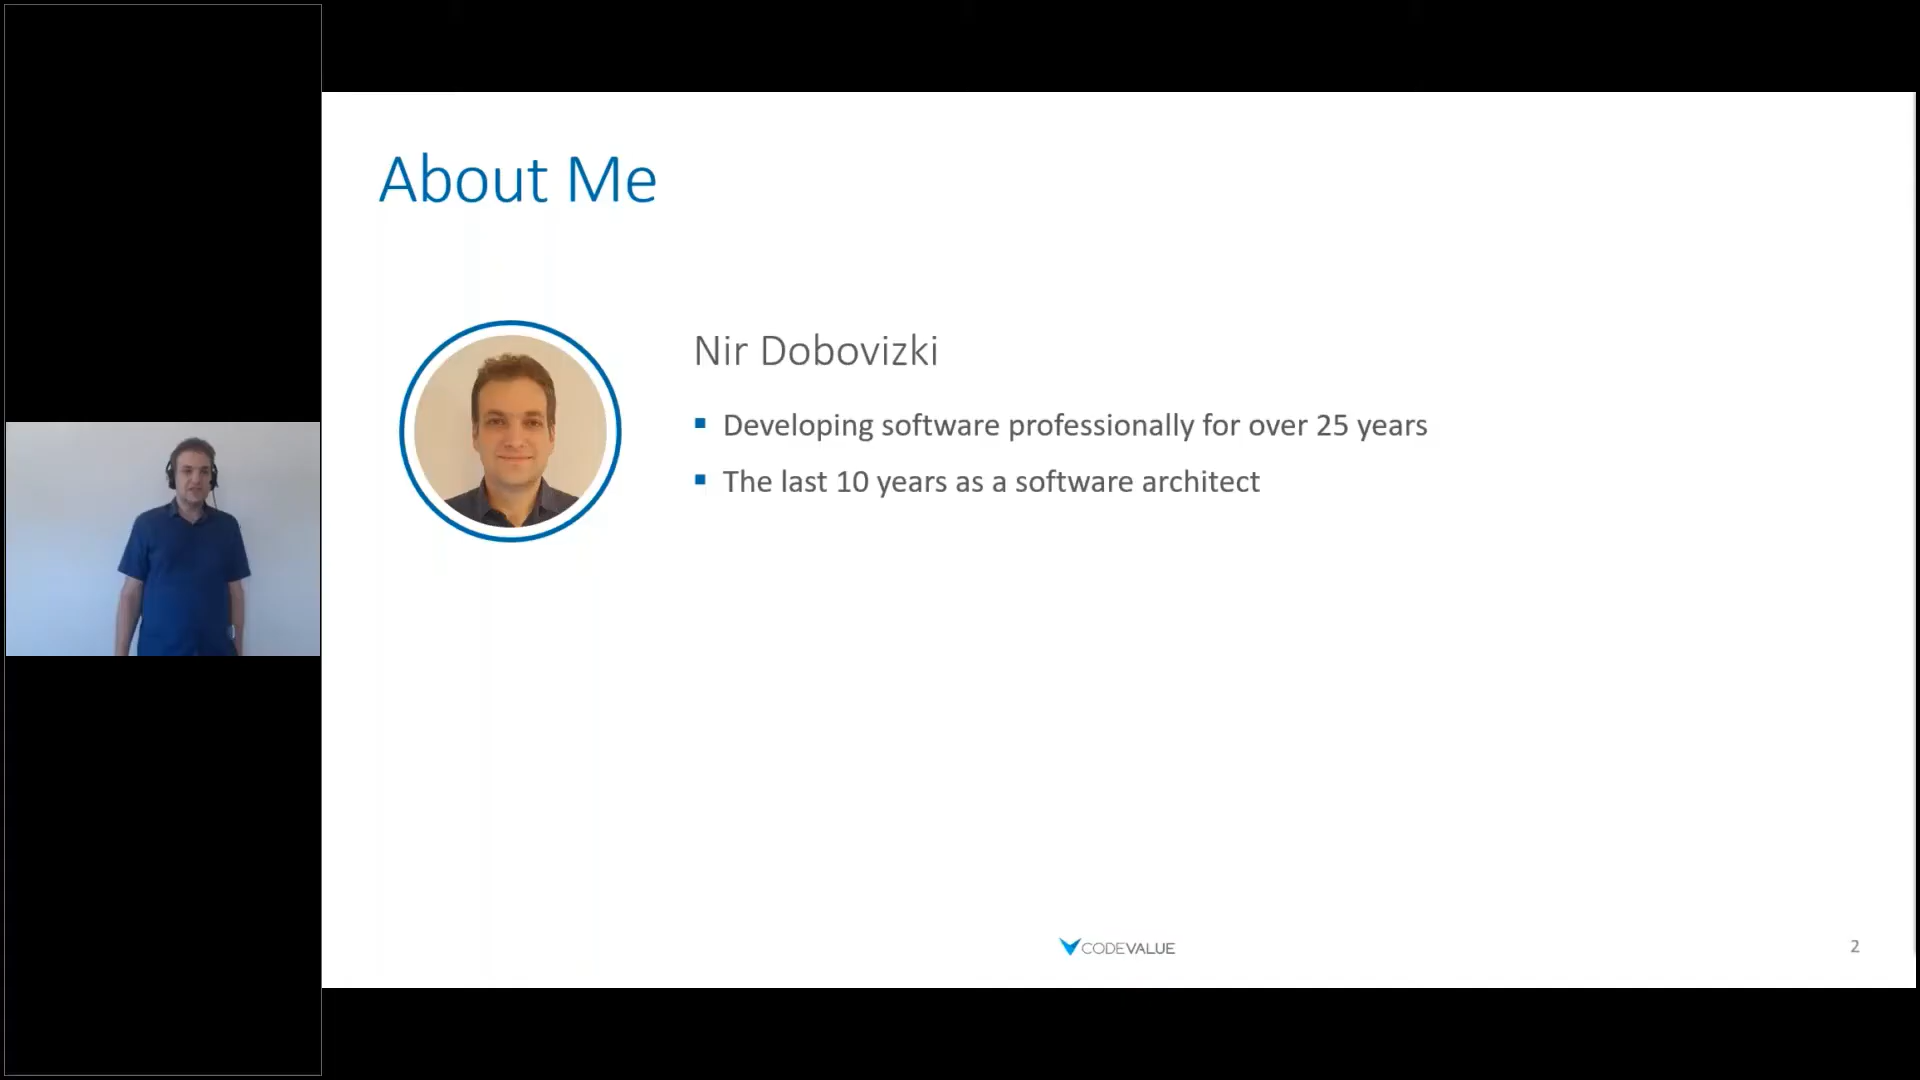 About Me
Nir Dobovizki
▪ Developing software professionally for over 25 years
▪ The last 10 years as a software architect
CODEVALUE
2